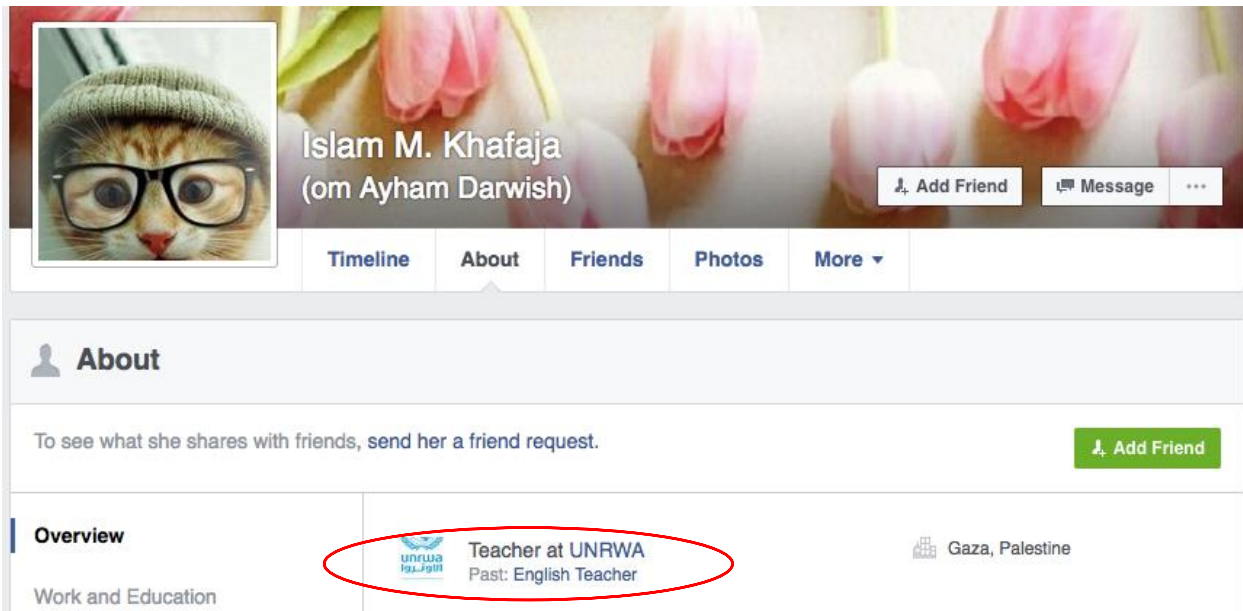 Islam M. Khafaja
(om Ayham Darwish)
Add Friend
Message
Timeline
About
Friends
Photos
More
About
To see what she shares with friends, send her a friend request.
Add Friend
Overview
unrwa
الأونروا
Teacher at UNRWA
Past: English Teacher
Gaza, Palestine
Work and Education